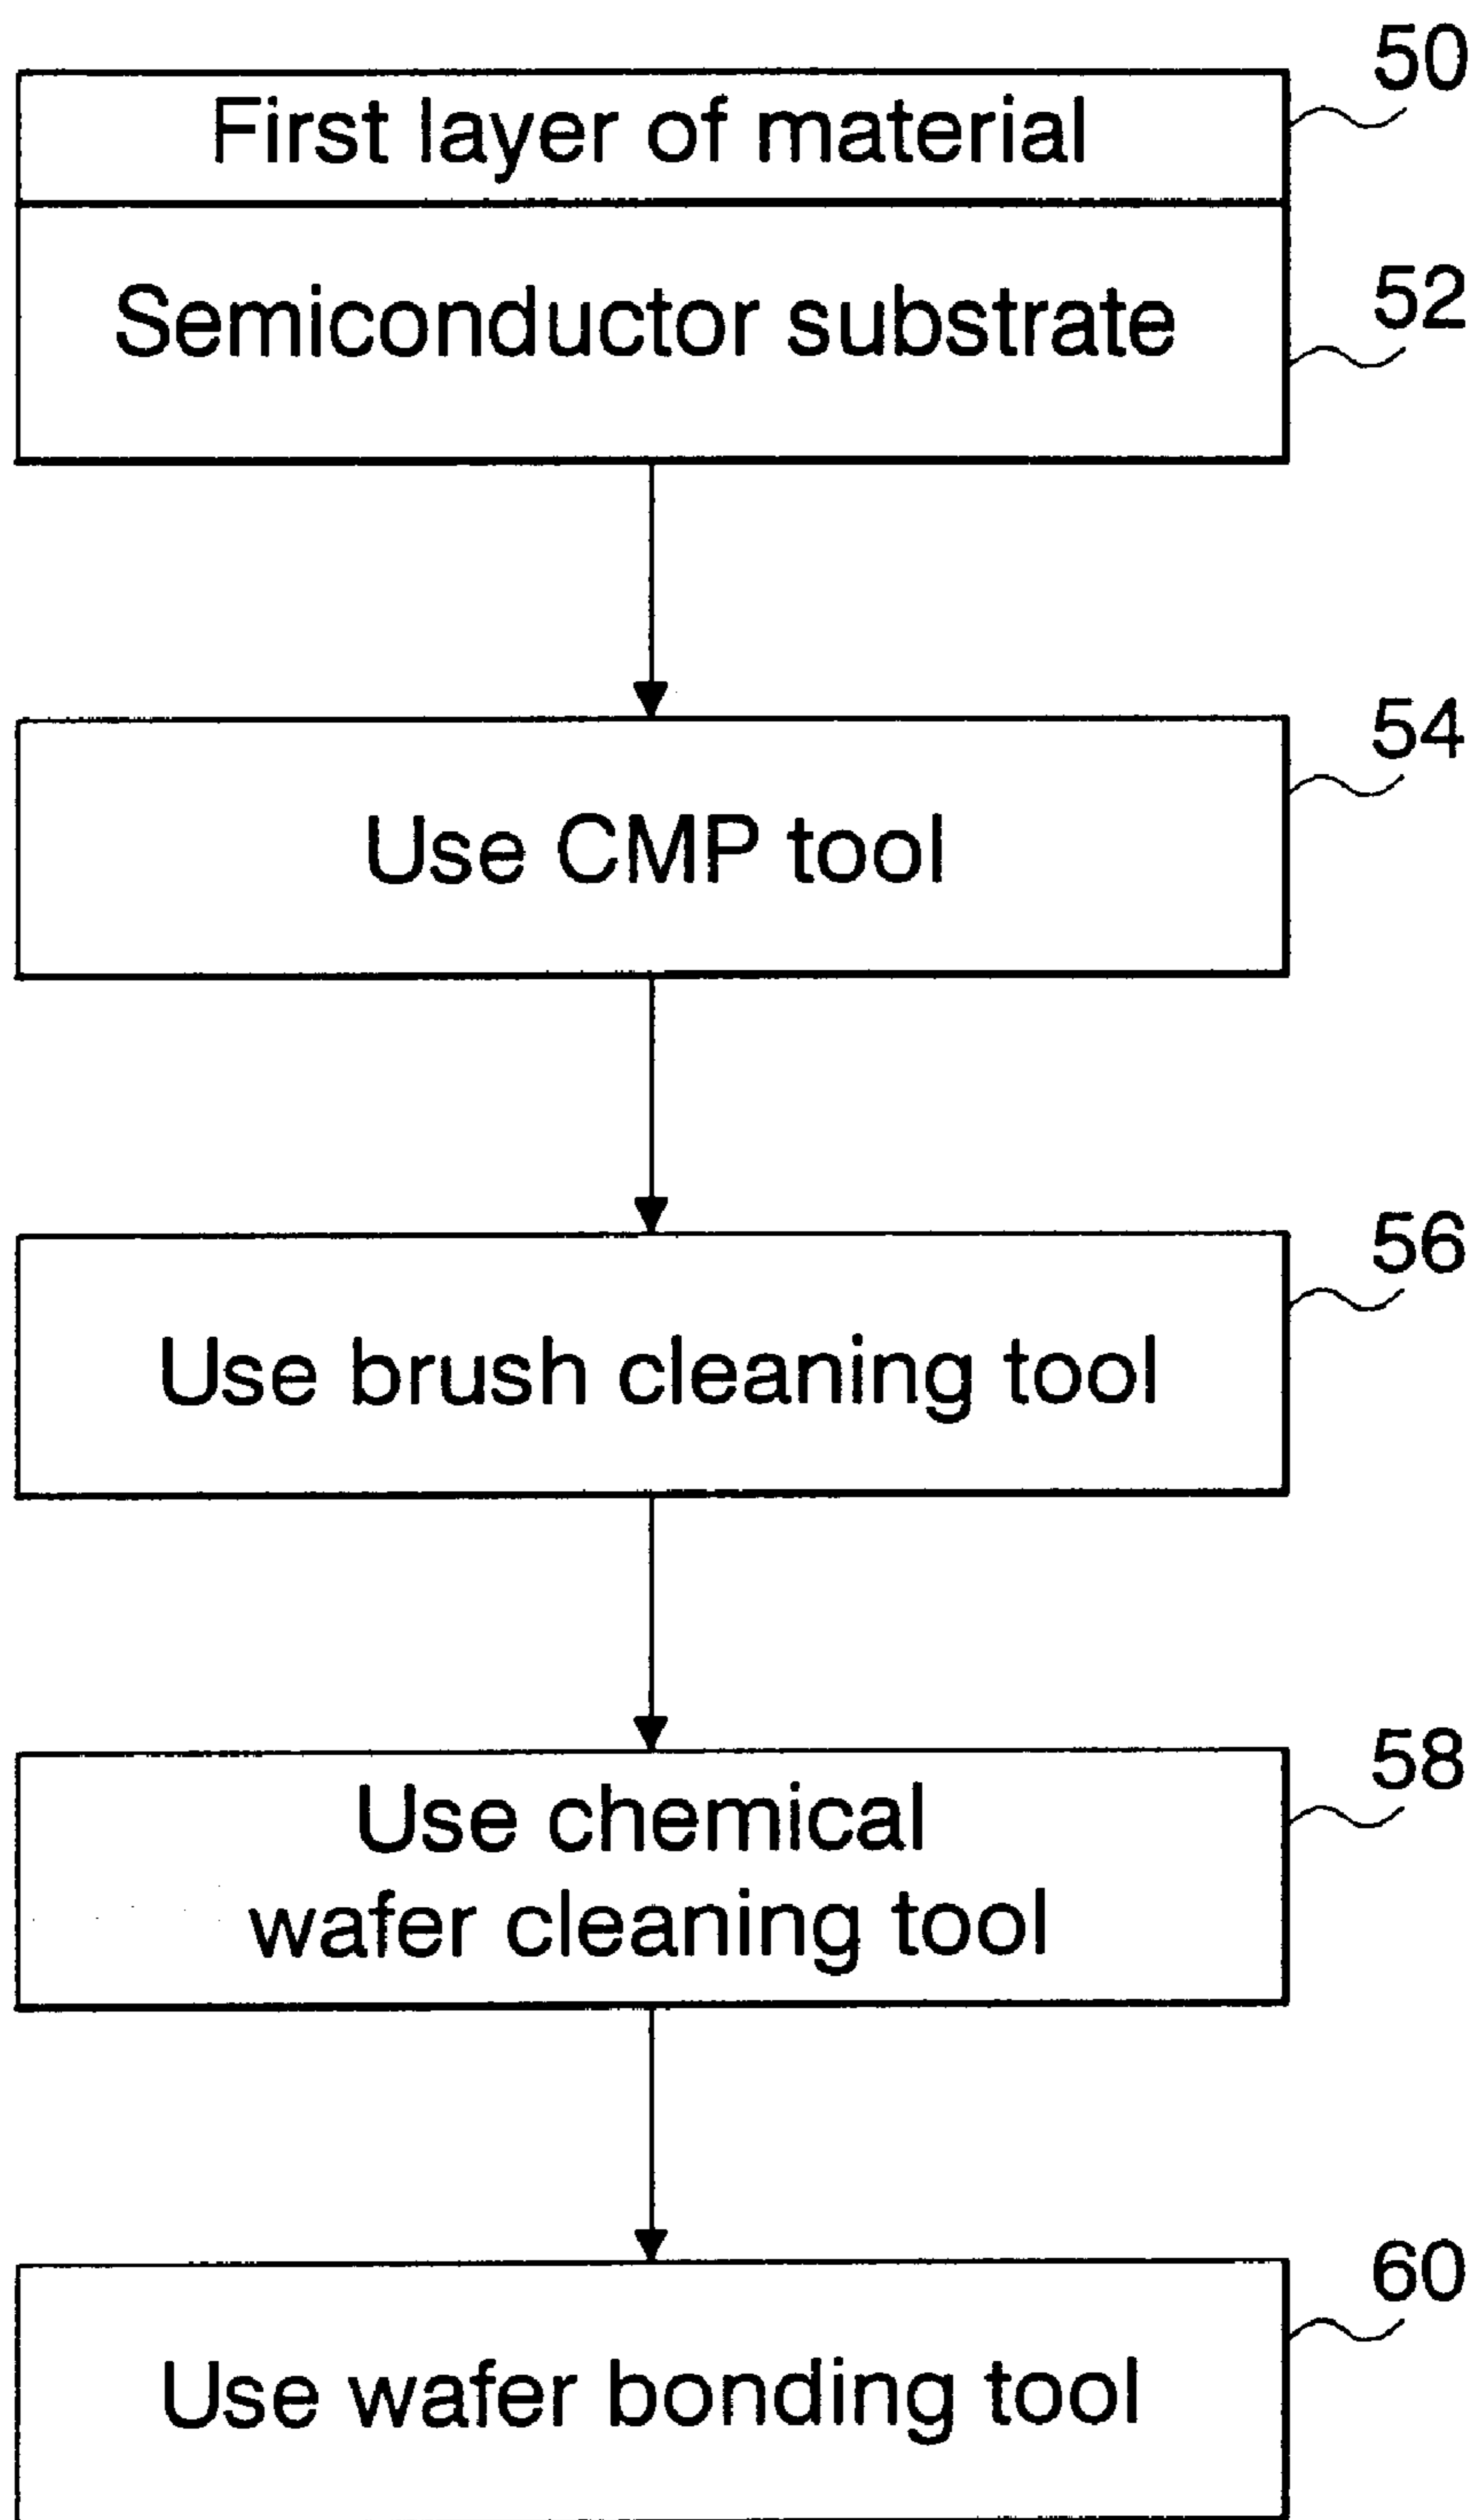 50
First layer of material
52
Semiconductor substrate
54
Use CMP tool
56
Use brush cleaning tool
58
Use chemical
wafer cleaning tool
60
Use wafer bonding tool